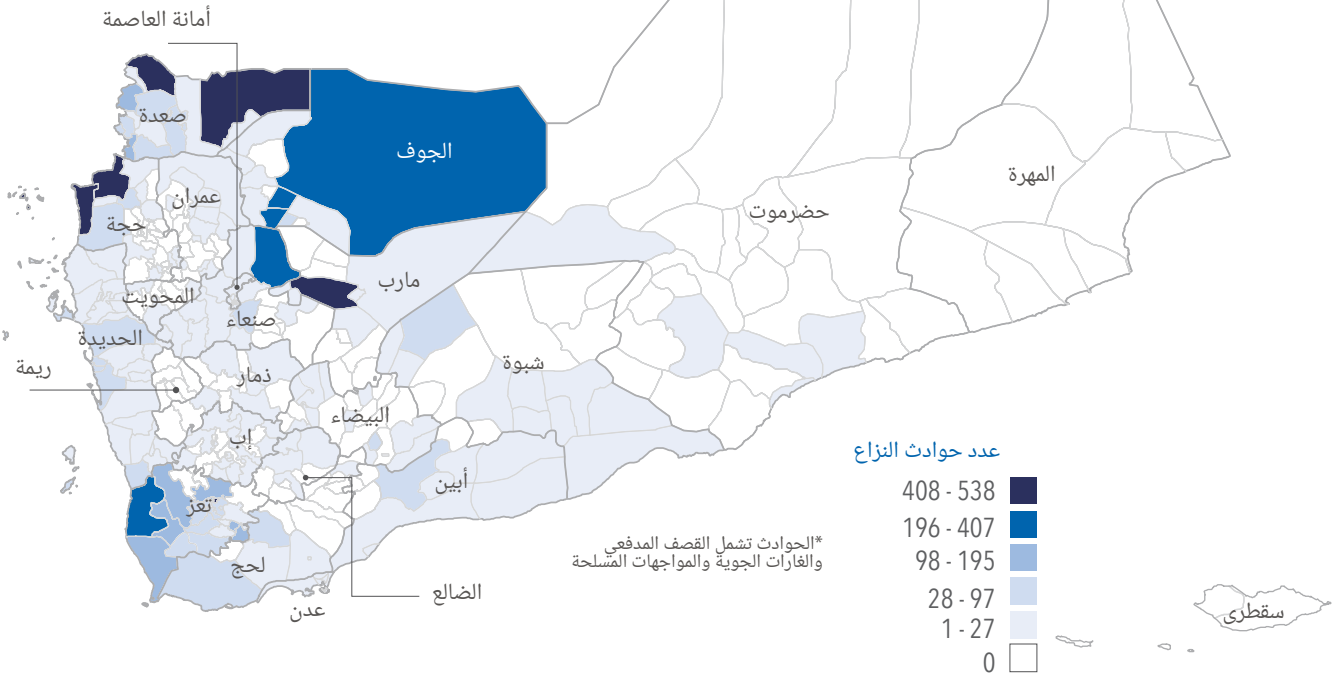 أمانة العاصمة
صعدة
الجوف
المهرة
عمران
حضرموت
حجة
مارب
المحويت
صنعاء
الحديدة
شبوة
ريمة
ذمار
البيضاء
إب
أبين
تعز
لحج
الضالع
عدن
سقطرى
عدد حوادث النزاع
408 - 538
196 - 407
98 - 195
28 - 97
1 - 27
0
*الحوادث تشمل القصف المدفعي
والغارات الجوية والمواجهات المسلحة